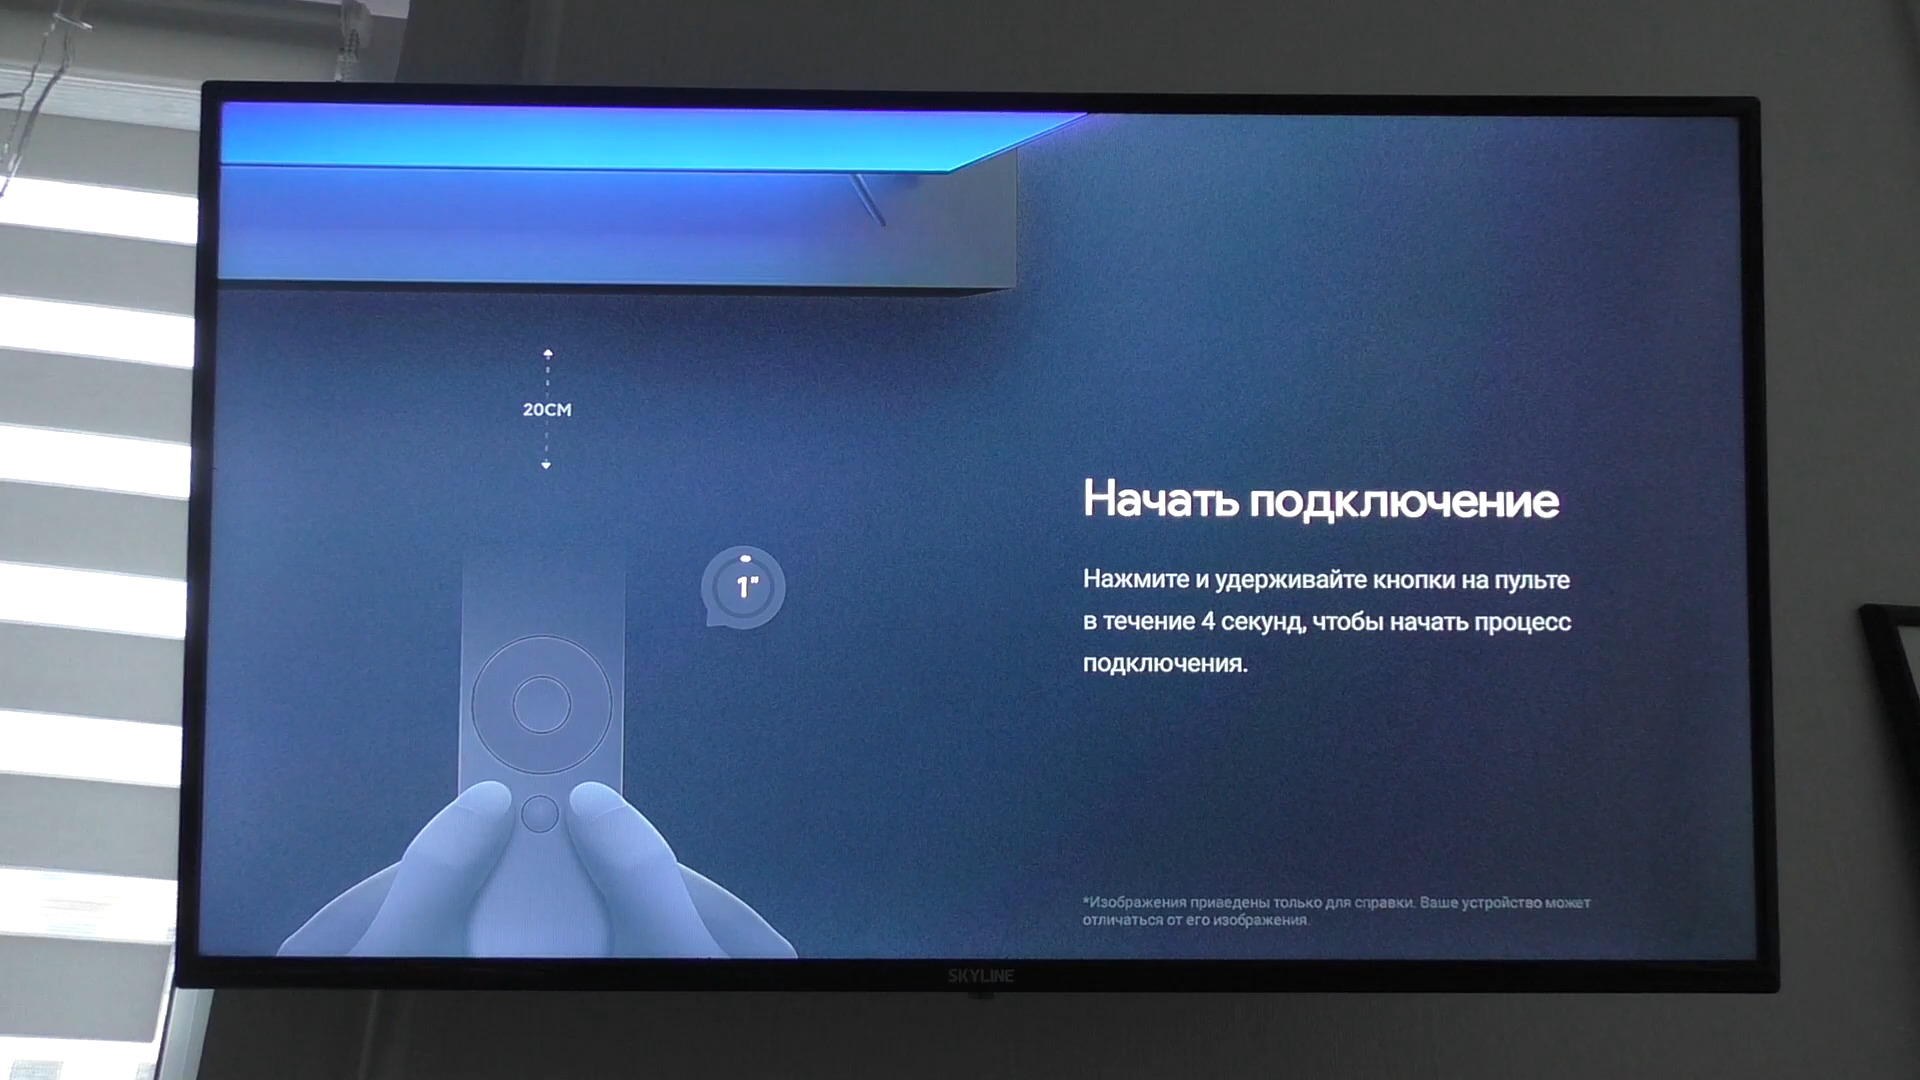 20CM
1"
Начать подключение
Нажмите и удерживайте кнопки на пульте
в течение 4 секунд, чтобы начать процесс
подключения.
*Изображения приведены только для справки. Ваше устройство может
отличаться от его изображения.
SKYLINE